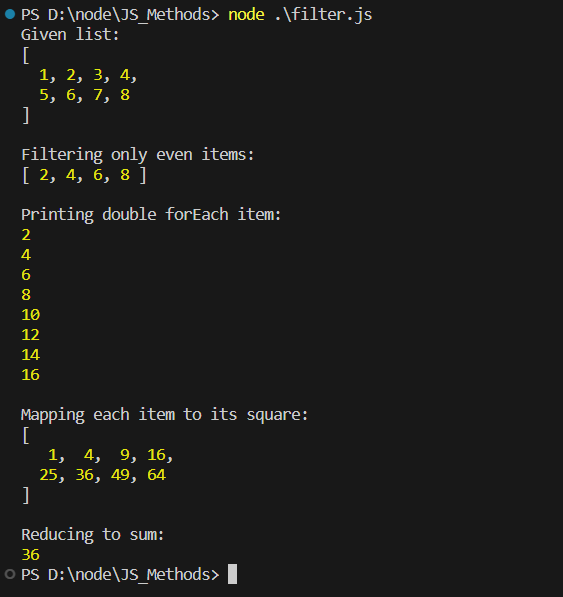 PS D:\node\JS_Methods> node .\filter.js
Given list:
[
  1, 2, 3, 4,
  5, 6, 7, 8
]

Filtering only even items:
[ 2, 4, 6, 8 ]

Printing double forEach item:
2
4
6
8
10
12
14
16

Mapping each item to its square:
[
   1,  4,  9, 16,
  25, 36, 49, 64
]

Reducing to sum:
36
PS D:\node\JS_Methods>